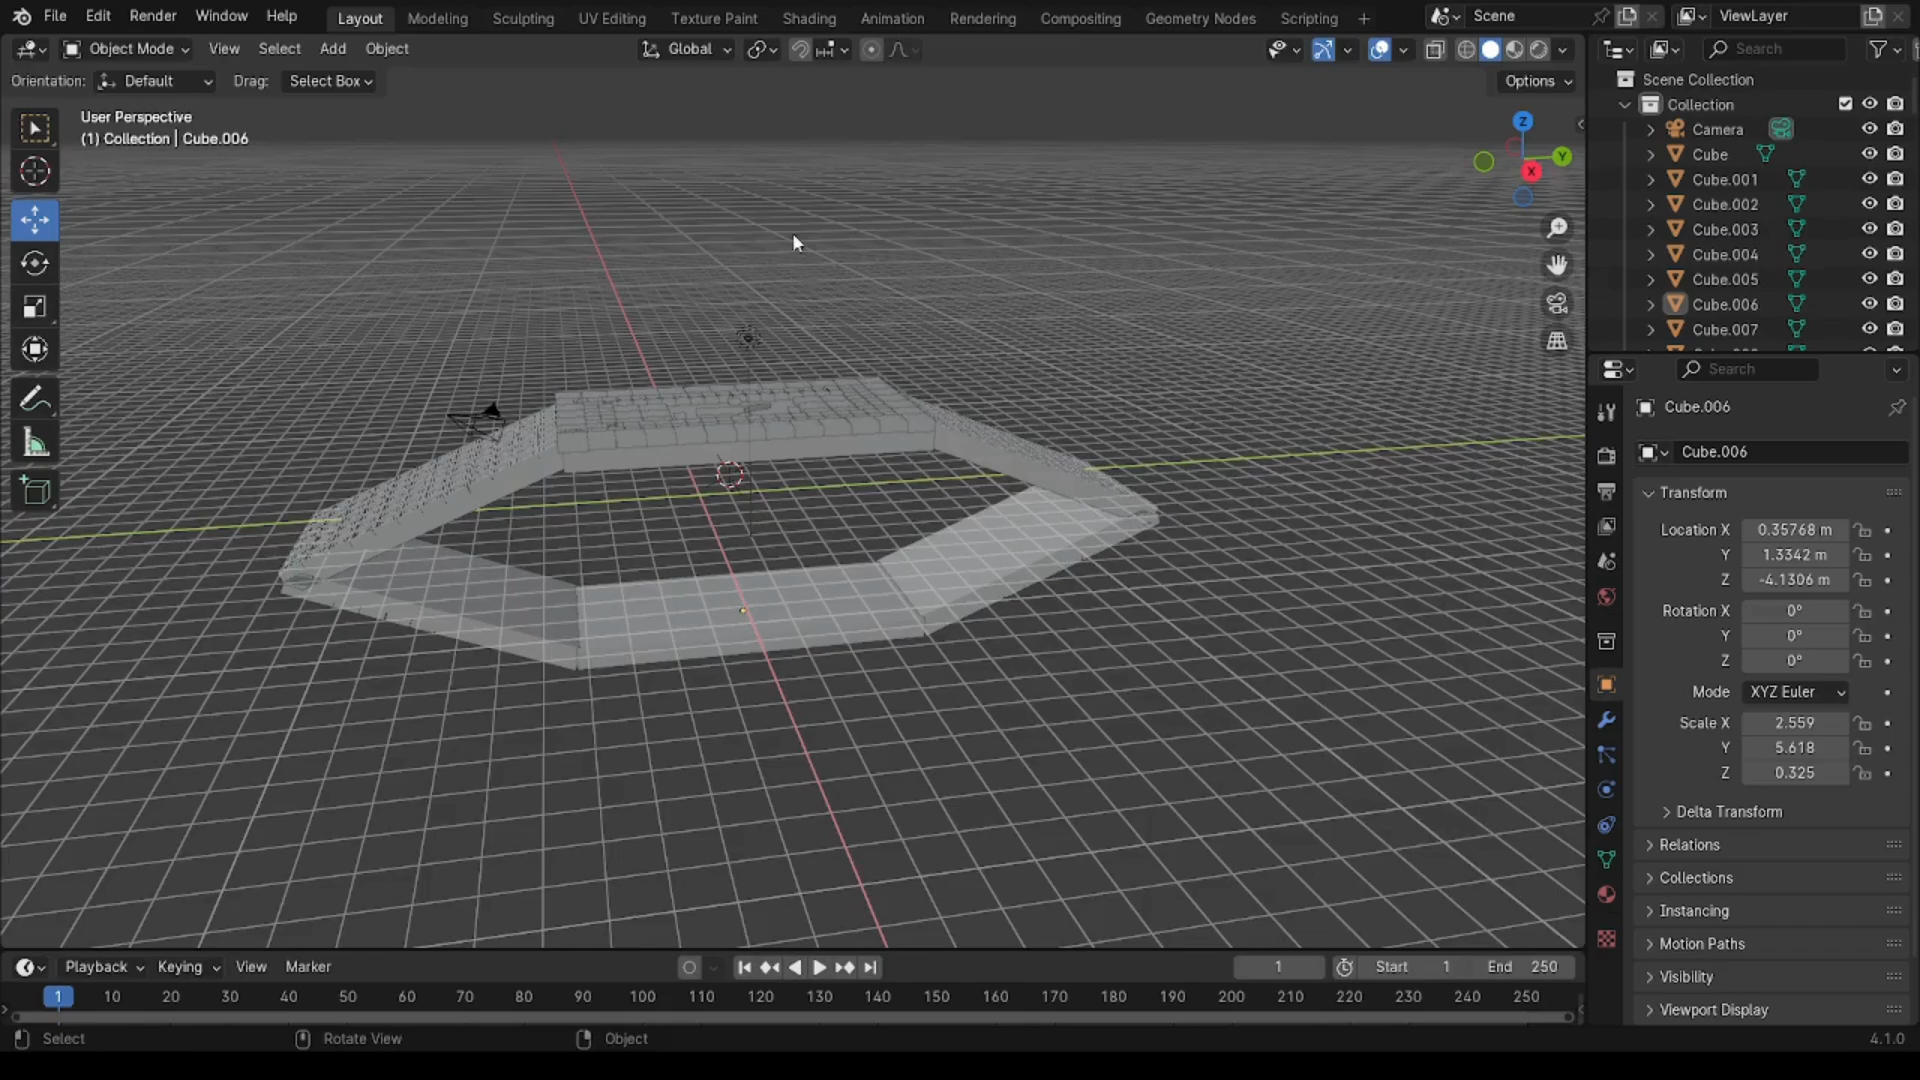 File Edit Render Window Help Layout Modeling Sculpting UV Editing Texture Paint Shading Animation Rendering Compositing Geometry Nodes Scripting + Scene ViewLayer
Object Mode View Select Add Object Global Search
Orientation: Default Drag: Select Box Options
User Perspective
(1) Collection | Cube.006
Z
Y
X
Scene Collection
Collection
Camera
Cube
Cube.001
Cube.002
Cube.003
Cube.004
Cube.005
Cube.006
Cube.007
Search
Cube.006
Cube.006
Transform
Location X 0.35768 m
Y 1.3342 m
Z -4.1306 m
Rotation X 0°
Y 0°
Z 0°
Mode XYZ Euler
Scale X 2.559
Y 5.618
Z 0.325
Delta Transform
Relations
Collections
Instancing
Motion Paths
Visibility
Viewport Display
Playback Keying View Marker 1 Start 1 End 250
1 10 20 30 40 50 60 70 80 90 100 110 120 130 140 150 160 170 180 190 200 210 220 230 240 250
Select Rotate View Object 4.1.0